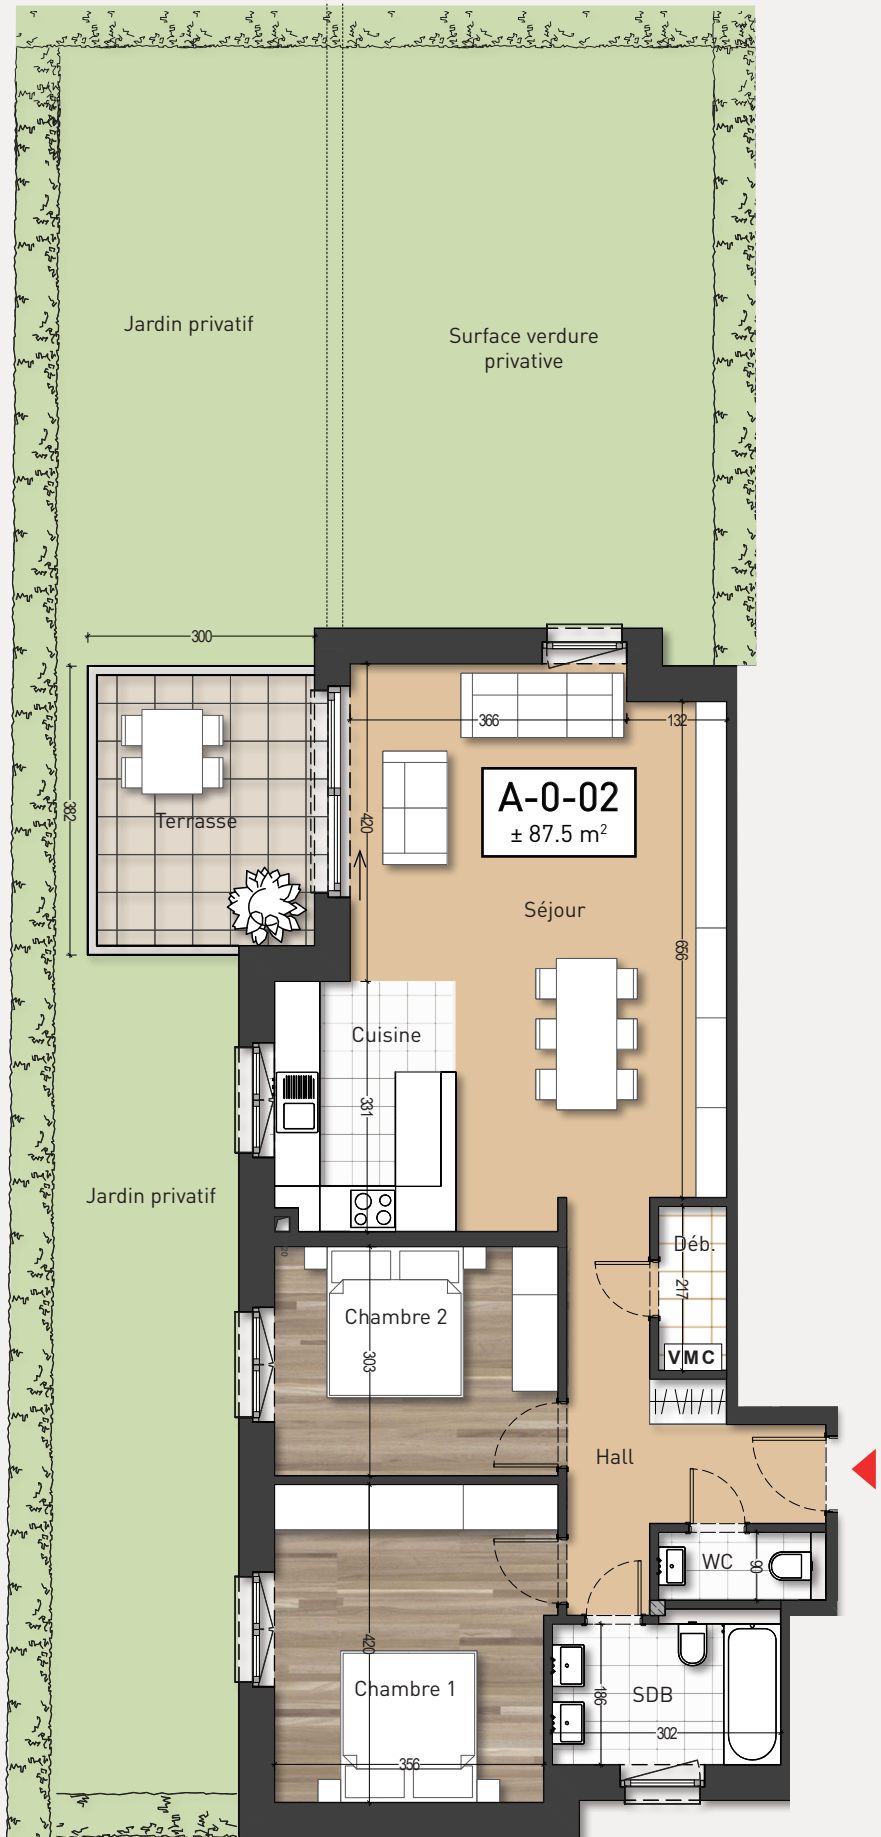 Jardin privatif
Surface verdure
privative
300
366
132
382
Terrasse
420
A-0-02
± 87.5 m²
Séjour
656
Cuisine
331
Jardin privatif
Déb.
217
VMC
20
Chambre 2
303
Hall
WC
90
420
Chambre 1
356
SDB
186
302